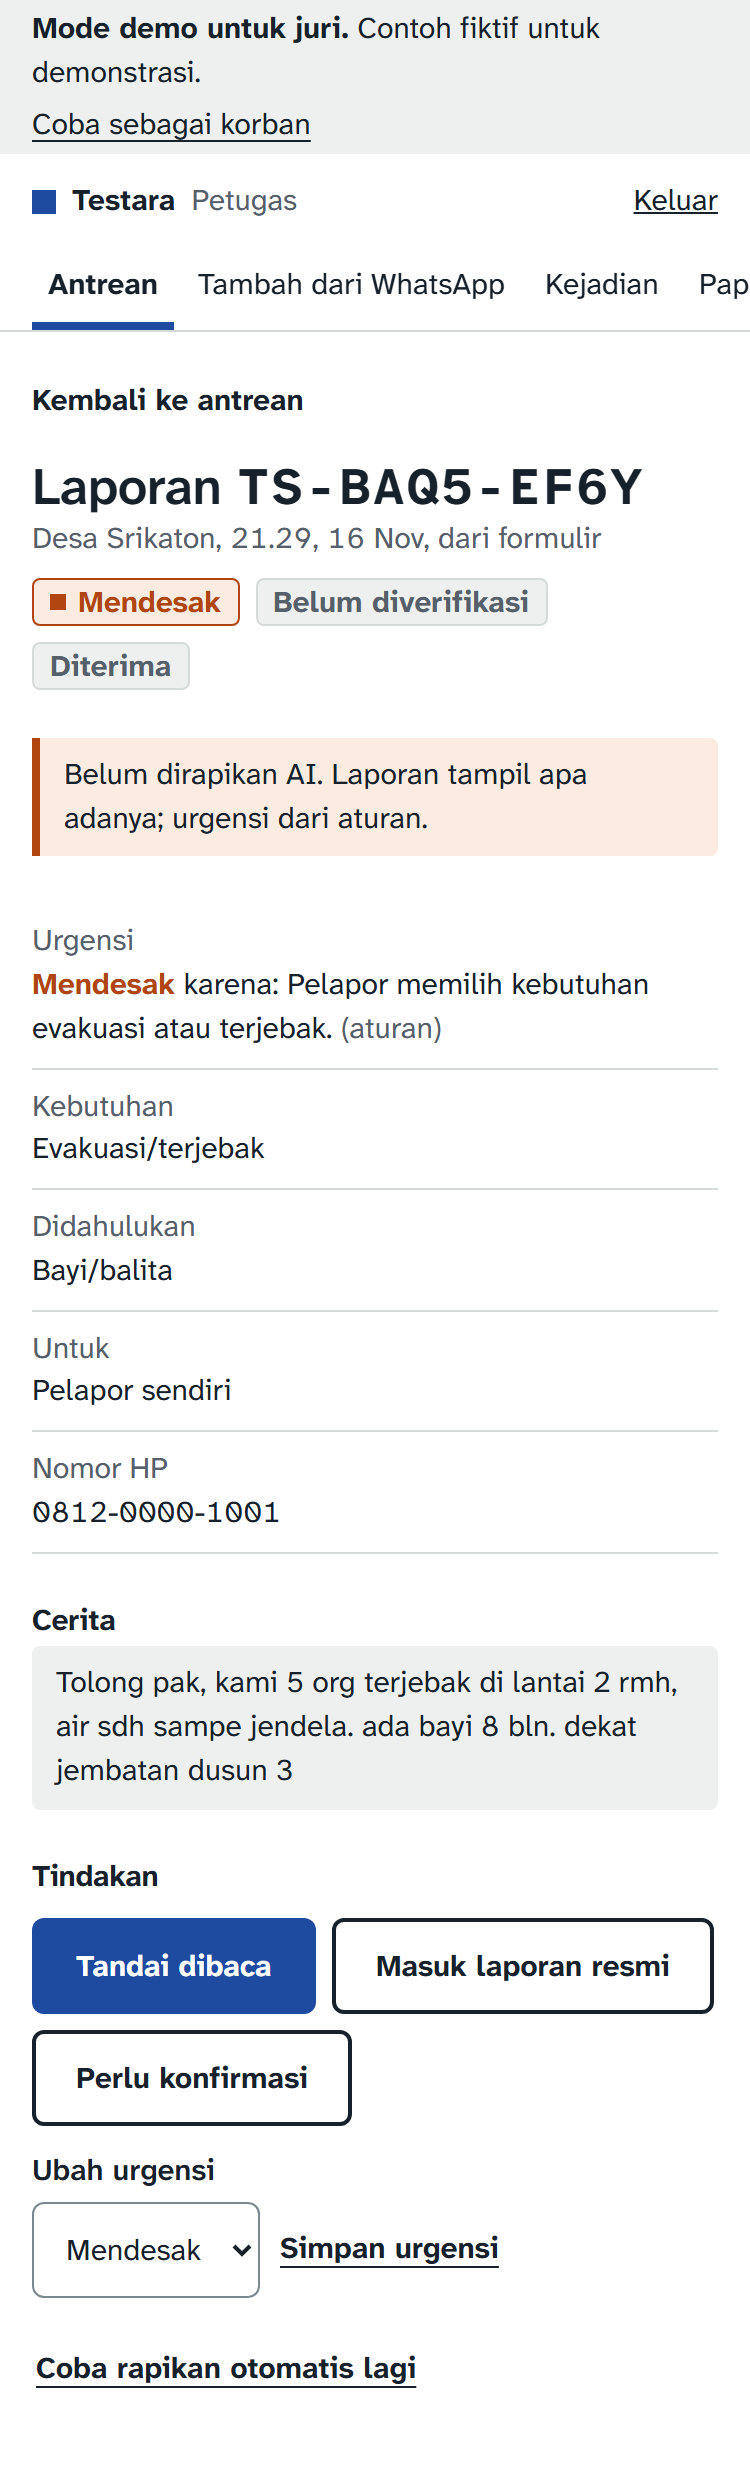 Mode demo untuk juri. Contoh fiktif untuk
demonstrasi.
Coba sebagai korban
Testara Petugas Keluar
Antrean Tambah dari WhatsApp Kejadian Pap
Kembali ke antrean
Laporan TS-BAQ5-EF6Y
Desa Srikaton, 21.29, 16 Nov, dari formulir
Mendesak Belum diverifikasi
Diterima
Belum dirapikan AI. Laporan tampil apa
adanya; urgensi dari aturan.
Urgensi
Mendesak karena: Pelapor memilih kebutuhan
evakuasi atau terjebak. (aturan)
Kebutuhan
Evakuasi/terjebak
Didahulukan
Bayi/balita
Untuk
Pelapor sendiri
Nomor HP
0812-0000-1001
Cerita
Tolong pak, kami 5 org terjebak di lantai 2 rmh,
air sdh sampe jendela. ada bayi 8 bln. dekat
jembatan dusun 3
Tindakan
Tandai dibaca Masuk laporan resmi
Perlu konfirmasi
Ubah urgensi
Mendesak Simpan urgensi
Coba rapikan otomatis lagi